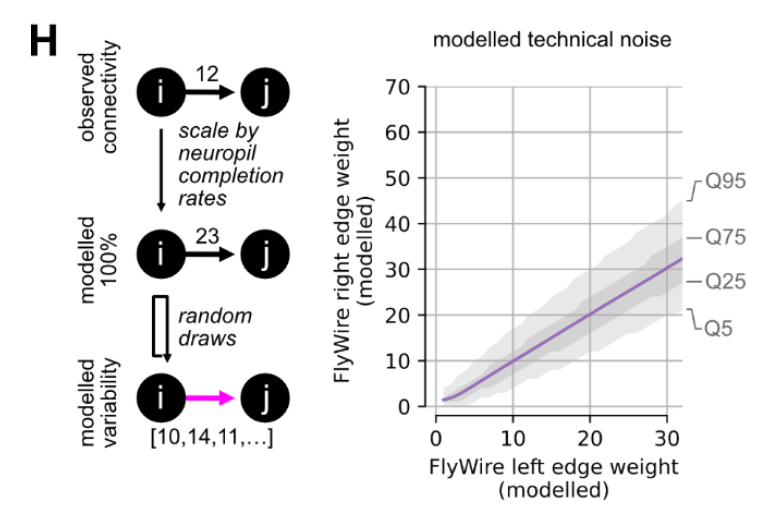 H
observed
connectivity
i
12
j
scale by
neuropil
completion
rates
modelled
100%
i
23
j
random
draws
modelled
variability
i
j
[10,14,11,…]
modelled technical noise
FlyWire right edge weight
(modelled)
70
60
50
40
30
20
10
0
0
10
20
30
FlyWire left edge weight
(modelled)
Q95
Q75
Q25
Q5